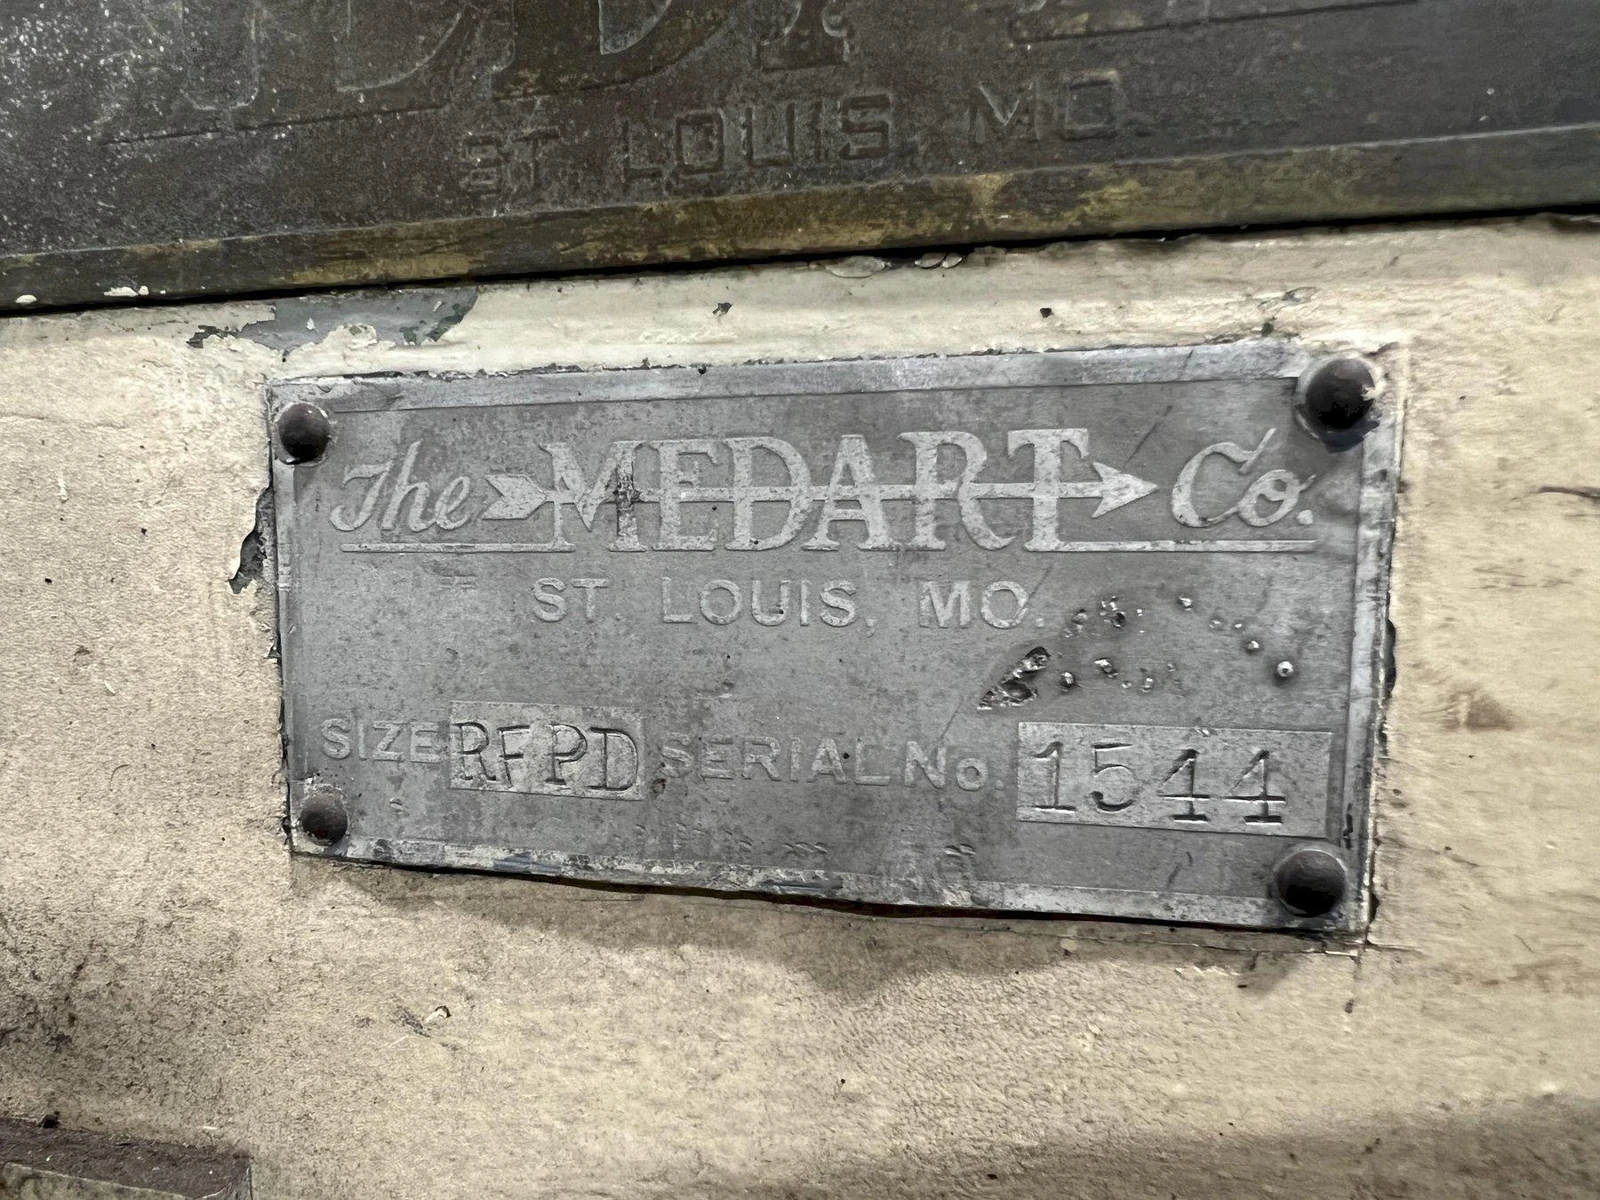 ST. LOUIS, MO.
The MEDART Co.
ST. LOUIS, MO.
SIZE RFPD SERIAL No. 1544